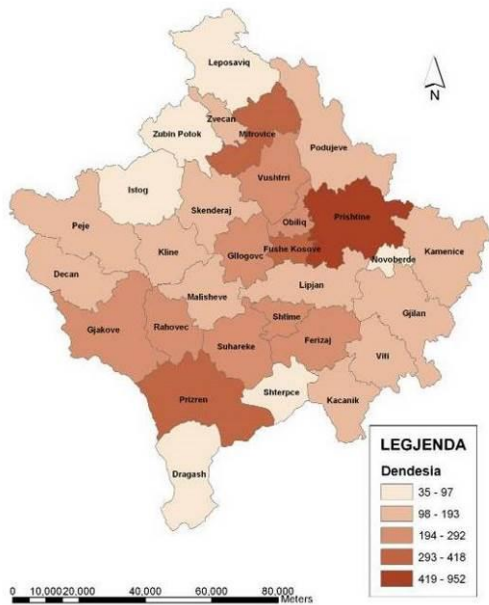 Leposaviq
N
Zvecan
Zubin Polok
Mitrovice
Podujeve
Vushtrri
Istog
Skenderaj
Prishtine
Peje
Obiliq
Fushe Kosove
Kline
Gllogovc
Novoberde
Kamenice
Decan
Lipjan
Malisheve
Gjilan
Shtime
Gjakove
Rahovec
Suhareke
Ferizaj
Viti
Shterpce
Prizren
Kacanik
Dragash
LEGJENDA
Dendesia
35 - 97
98 - 193
194 - 292
293 - 418
419 - 952
0 10,000 20,000 40,000 60,000 80,000
Meters